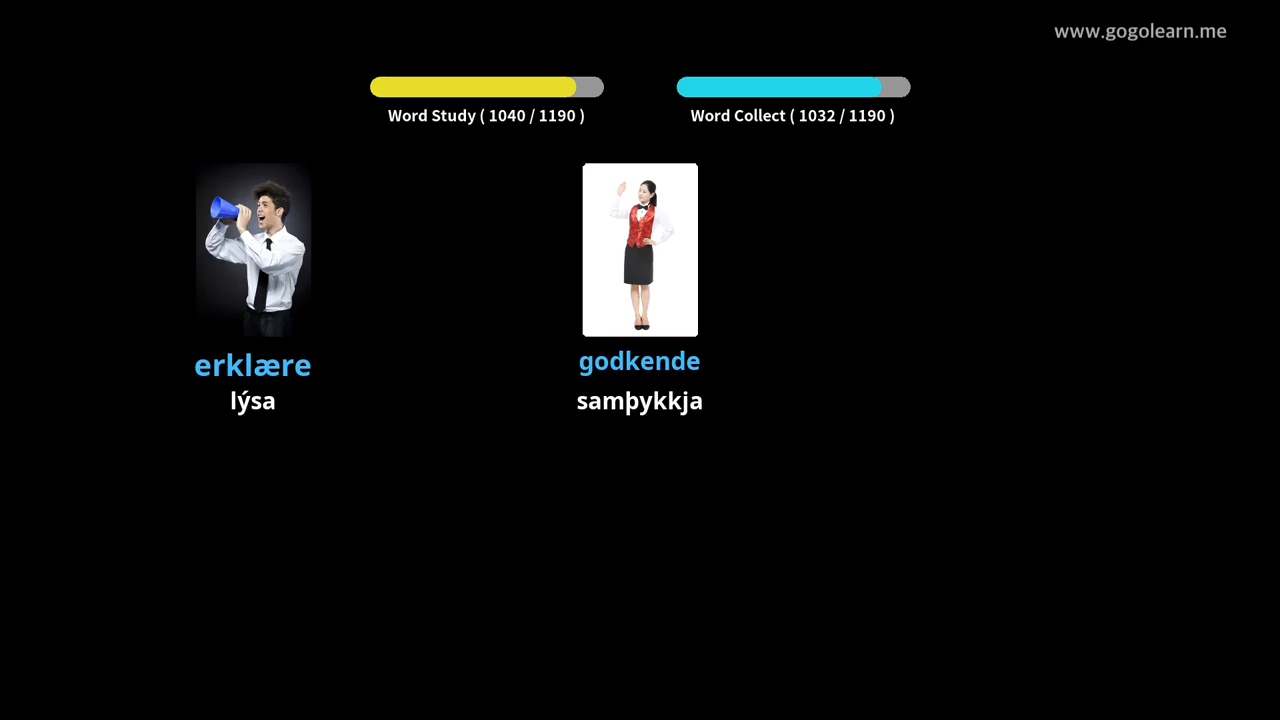 www.gogolearn.me
Word Study ( 1040 / 1190 )
Word Collect ( 1032 / 1190 )
erklære
lýsa
godkende
samþykkja